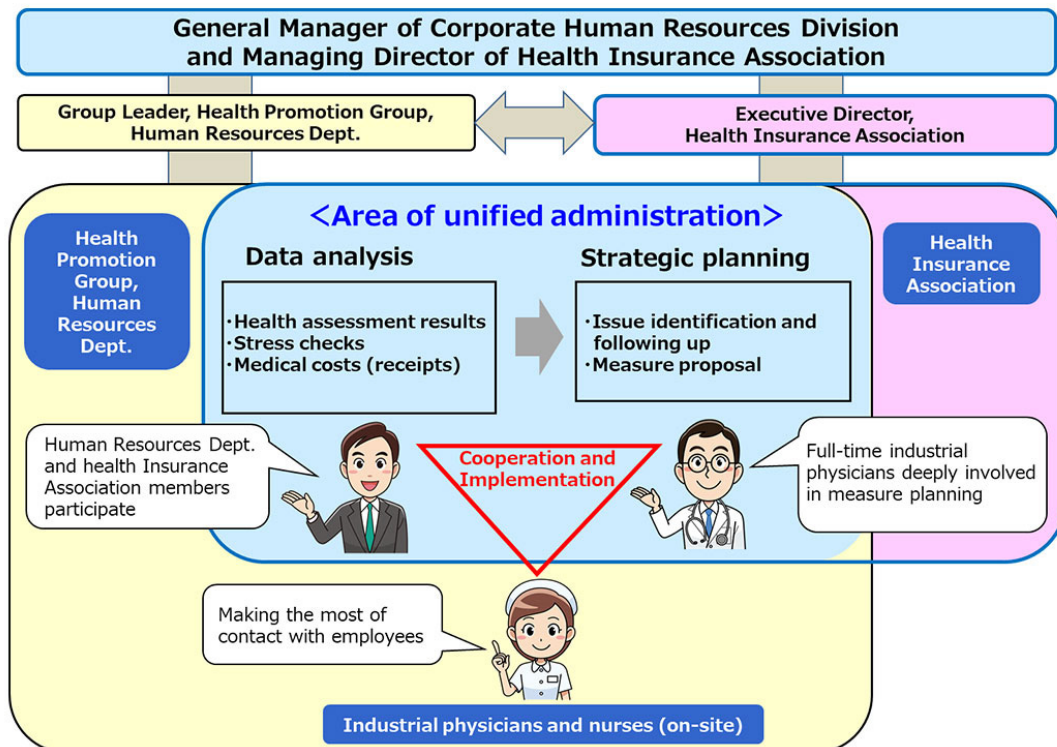 General Manager of Corporate Human Resources Division
and Managing Director of Health Insurance Association
Group Leader, Health Promotion Group,
Human Resources Dept.
Executive Director,
Health Insurance Association
<Area of unified administration>
Health
Promotion
Group,
Human
Resources
Dept.
Data analysis
・Health assessment results
・Stress checks
・Medical costs (receipts)
Strategic planning
・Issue identification and
following up
・Measure proposal
Health
Insurance
Association
Human Resources Dept.
and health Insurance
Association members
participate
Cooperation and
Implementation
Full-time industrial
physicians deeply involved
in measure planning
Making the most of
contact with employees
Industrial physicians and nurses (on-site)